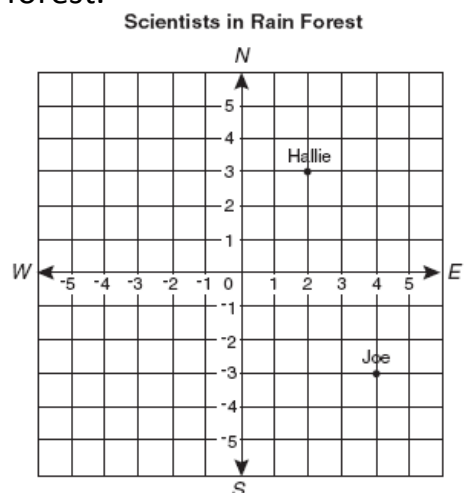 forest.
Scientists in Rain Forest
N
5
4
Hallie
3
2
1
W -5 -4 -3 -2 -1 0 1 2 3 4 5 E
-1
-2
Joe
-3
-4
-5
S